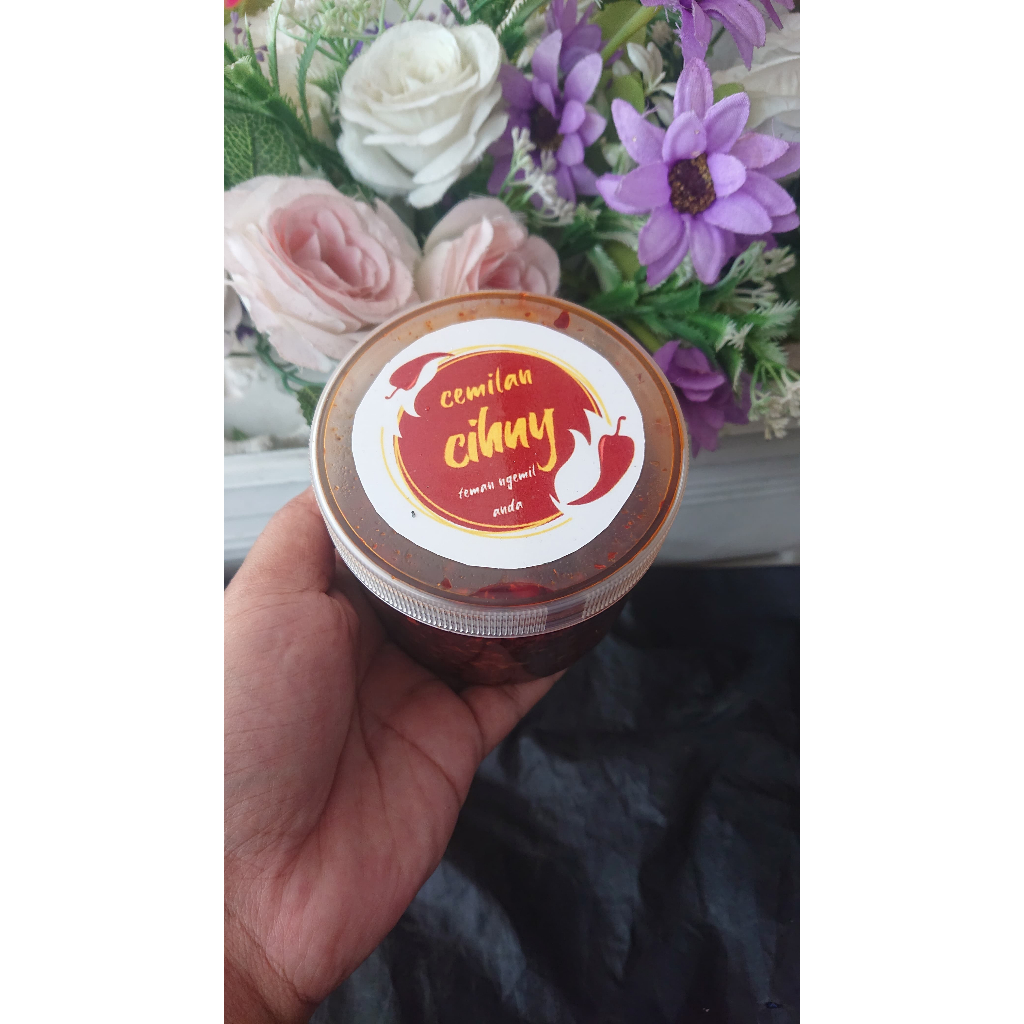 cemilan
cihuy
teman ngemil
anda